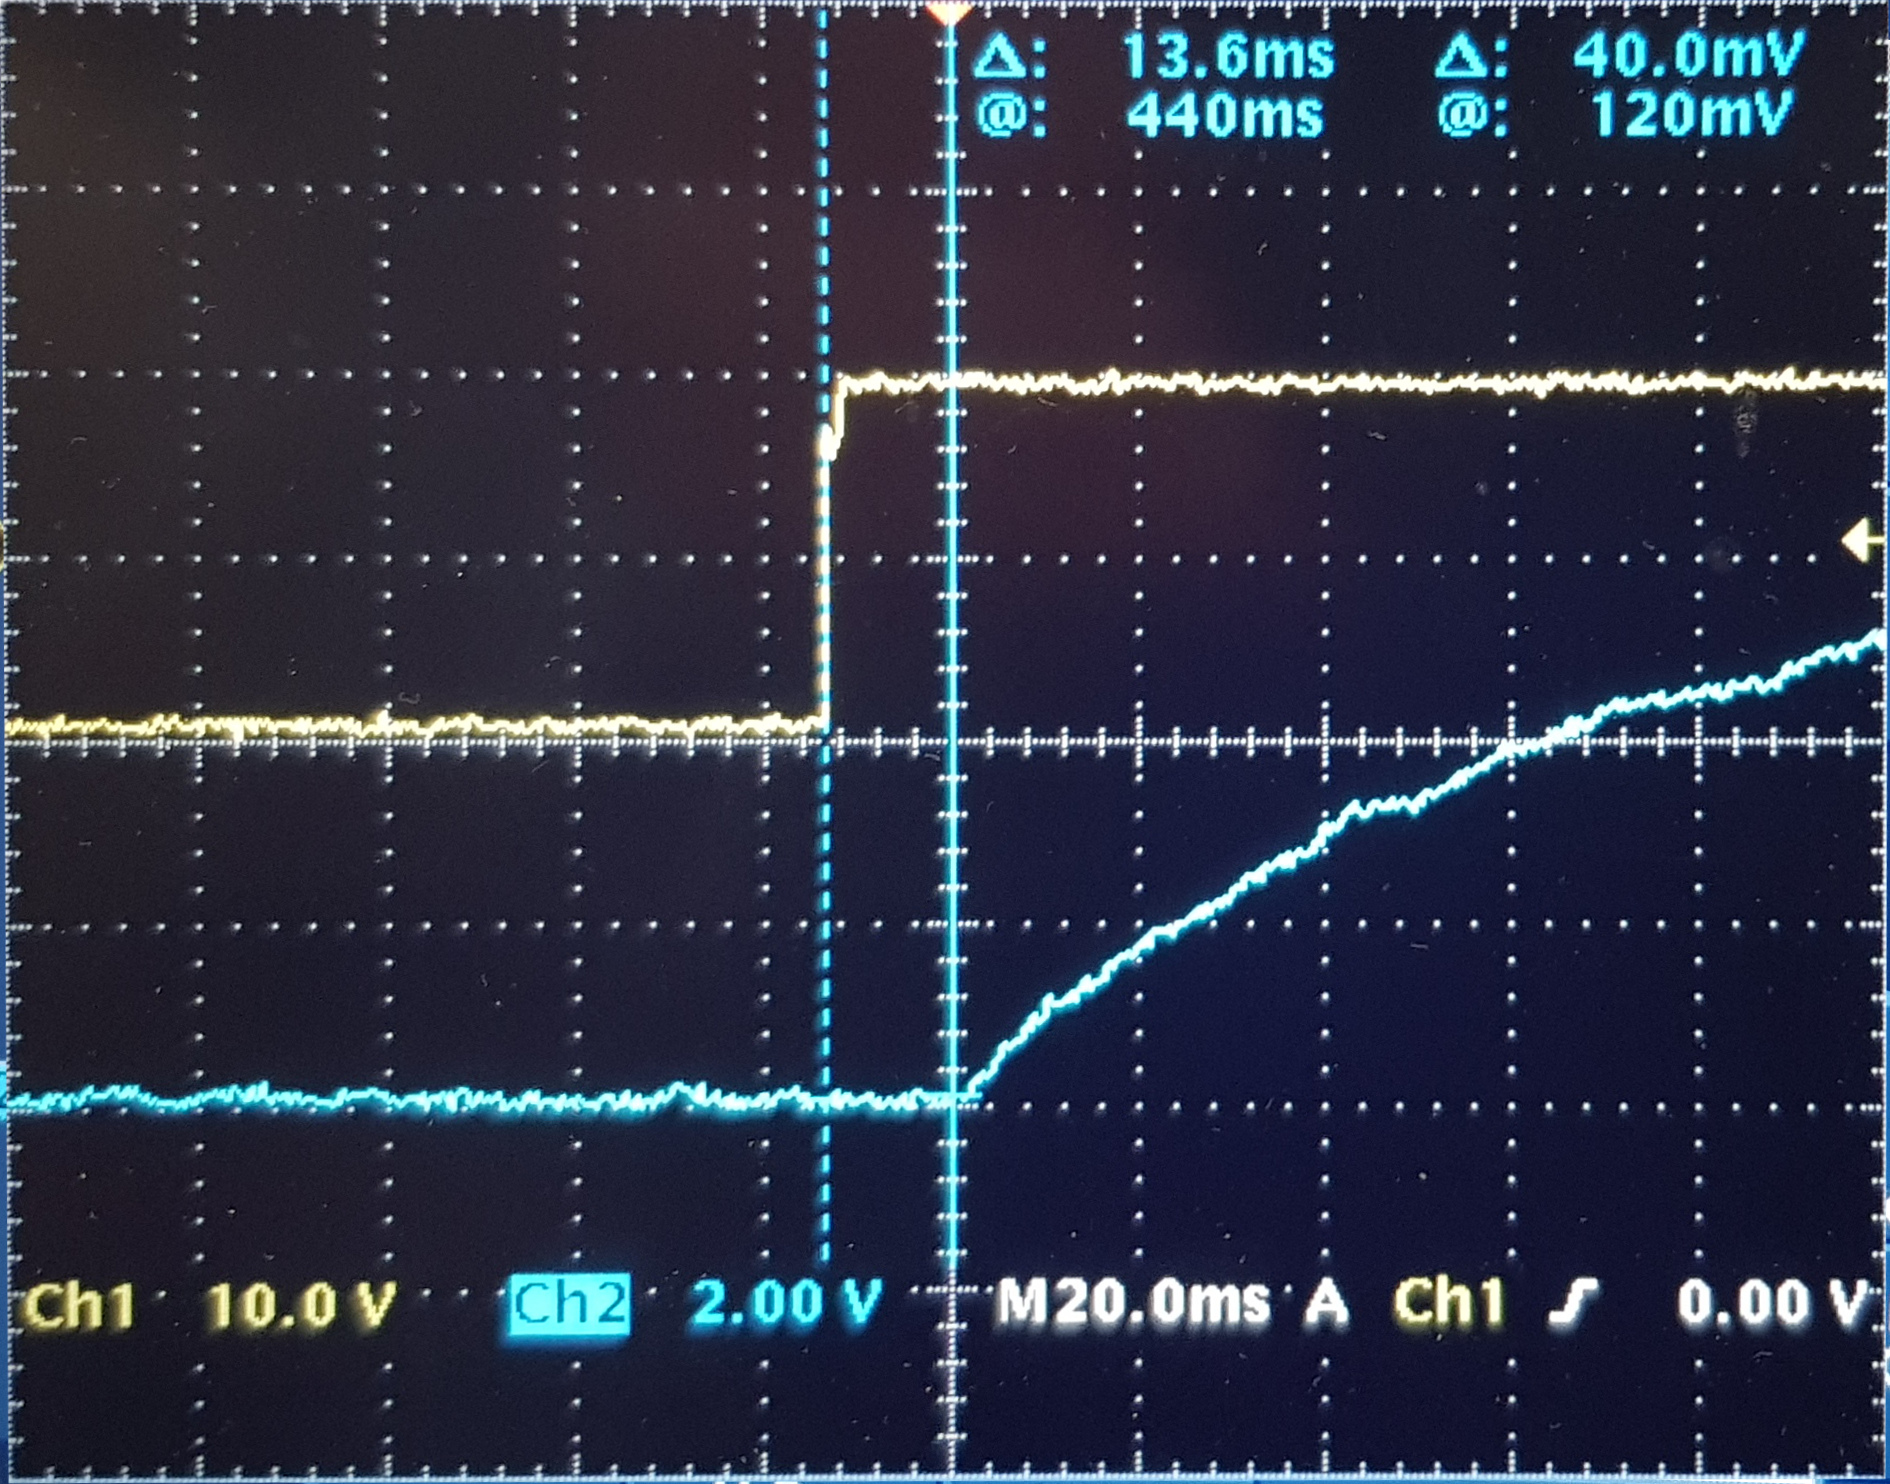 Δ: 13.6ms Δ: 40.0mV
@: 440ms @: 120mV
Ch1 10.0 V Ch2 2.00 V M20.0ms A Ch1 0.00 V